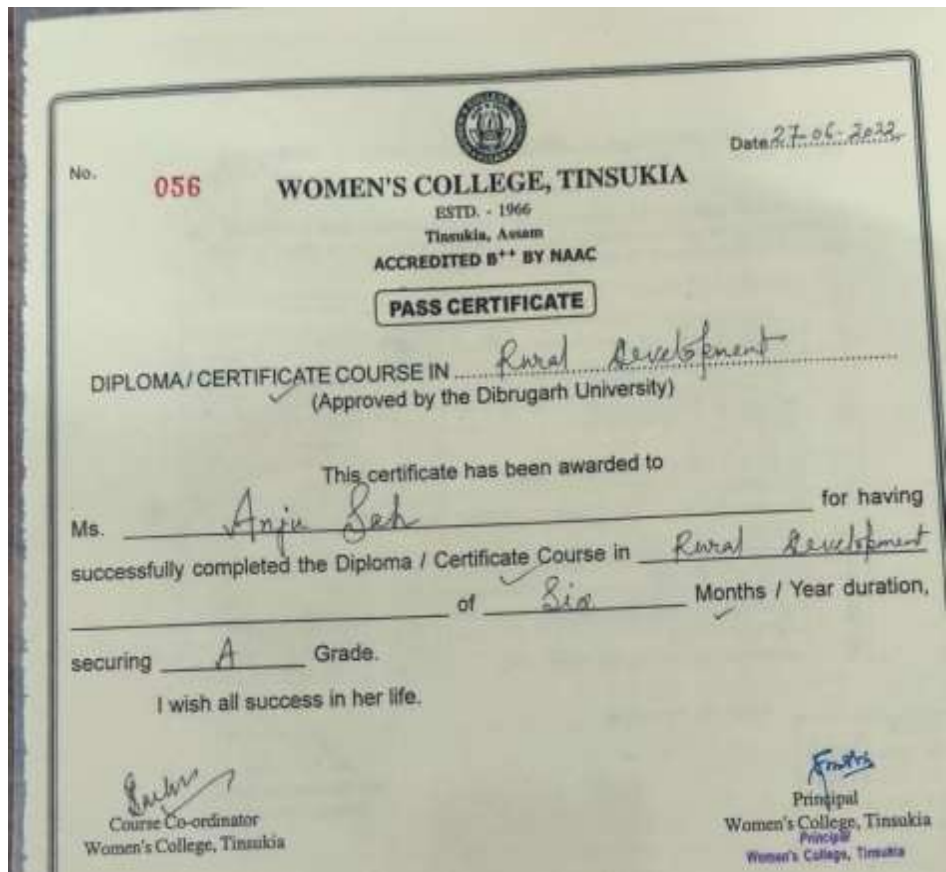 Date 27-06-2022
No. 056
WOMEN'S COLLEGE, TINSUKIA
ESTD. - 1966
Tinsukia, Assam
ACCREDITED B++ BY NAAC
PASS CERTIFICATE
DIPLOMA / CERTIFICATE COURSE IN Rural Development
(Approved by the Dibrugarh University)
This certificate has been awarded to
Ms. Anju Sah for having
successfully completed the Diploma / Certificate Course in Rural Development
of Six Months / Year duration,
securing A Grade.
I wish all success in her life.
Course Co-ordinator
Women's College, Tinsukia
Principal
Women's College, Tinsukia
Principal
Women's College, Tinsukia